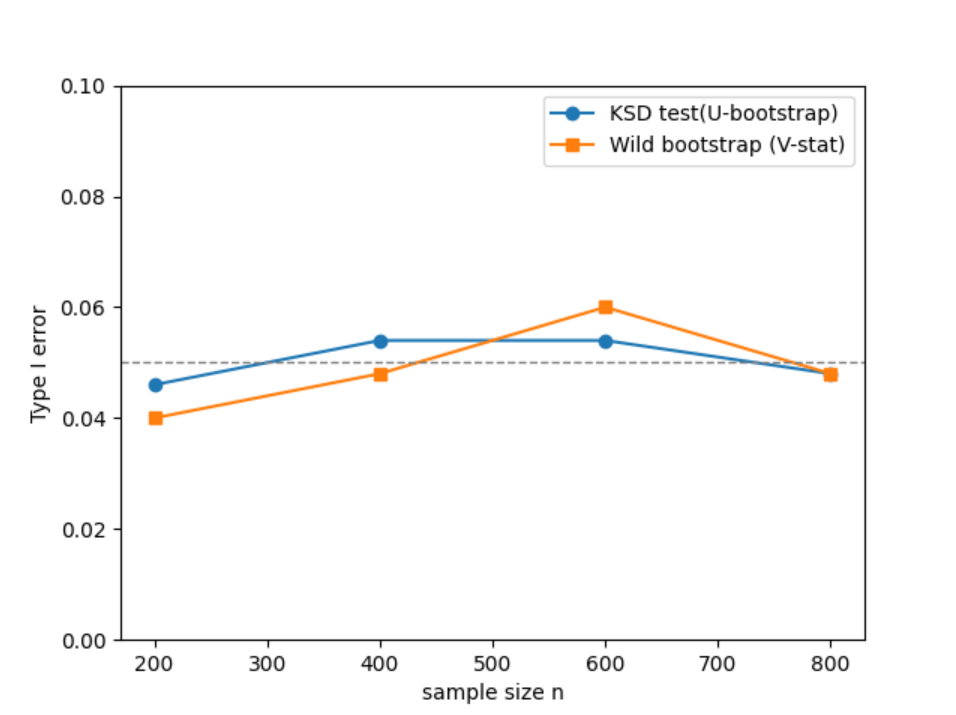 0.10
0.08
0.06
0.04
0.02
0.00
Type I error
KSD test(U-bootstrap)
Wild bootstrap (V-stat)
200 300 400 500 600 700 800
sample size n